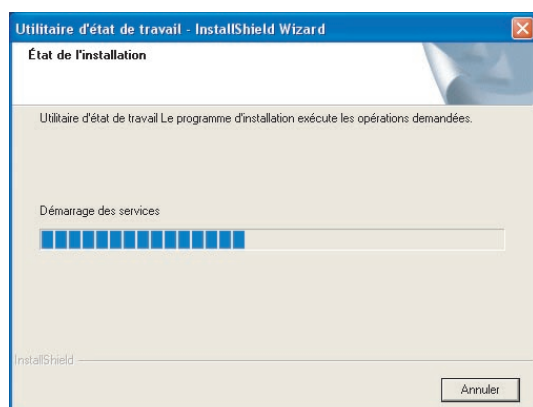 Utilitaire d'état de travail - InstallShield Wizard
État de l'installation
Utilitaire d'état de travail Le programme d'installation exécute les opérations demandées.
Démarrage des services
InstallShield
Annuler